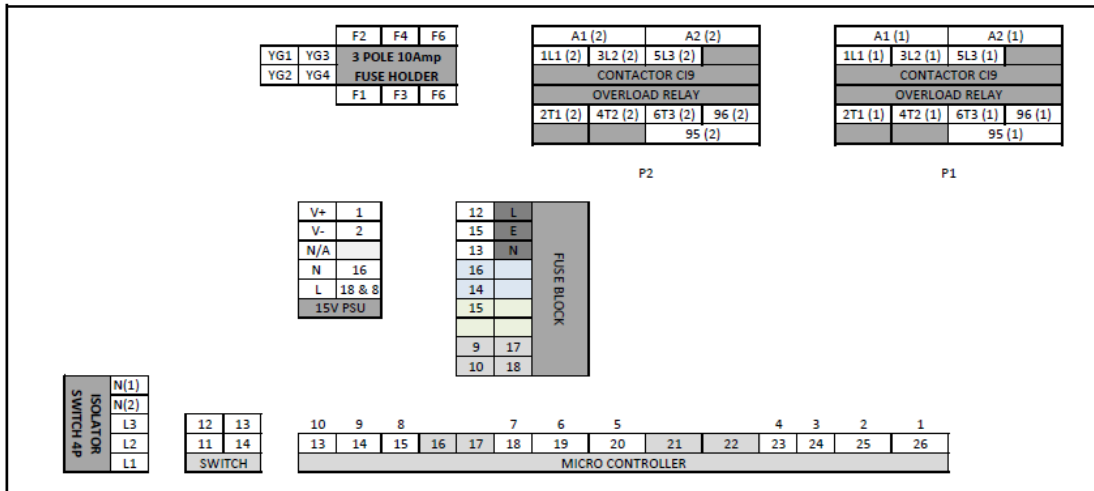 F2 F4 F6
YG1 YG3 3 POLE 10Amp
YG2 YG4 FUSE HOLDER
F1 F3 F6
A1 (2) A2 (2)
1L1 (2) 3L2 (2) 5L3 (2)
CONTACTOR CI9
OVERLOAD RELAY
2T1 (2) 4T2 (2) 6T3 (2) 96 (2)
95 (2)
P2
A1 (1) A2 (1)
1L1 (1) 3L2 (1) 5L3 (1)
CONTACTOR CI9
OVERLOAD RELAY
2T1 (1) 4T2 (1) 6T3 (1) 96 (1)
95 (1)
P1
V+ 1
V- 2
N/A
N 16
L 18 & 8
15V PSU
12 L
15 E
13 N
16
14
15
9 17
10 18
FUSE BLOCK
ISOLATOR
SWITCH 4P
N(1)
N(2)
L3
L2
L1
12 13
11 14
SWITCH
10 9 8 7 6 5 4 3 2 1
13 14 15 16 17 18 19 20 21 22 23 24 25 26
MICRO CONTROLLER